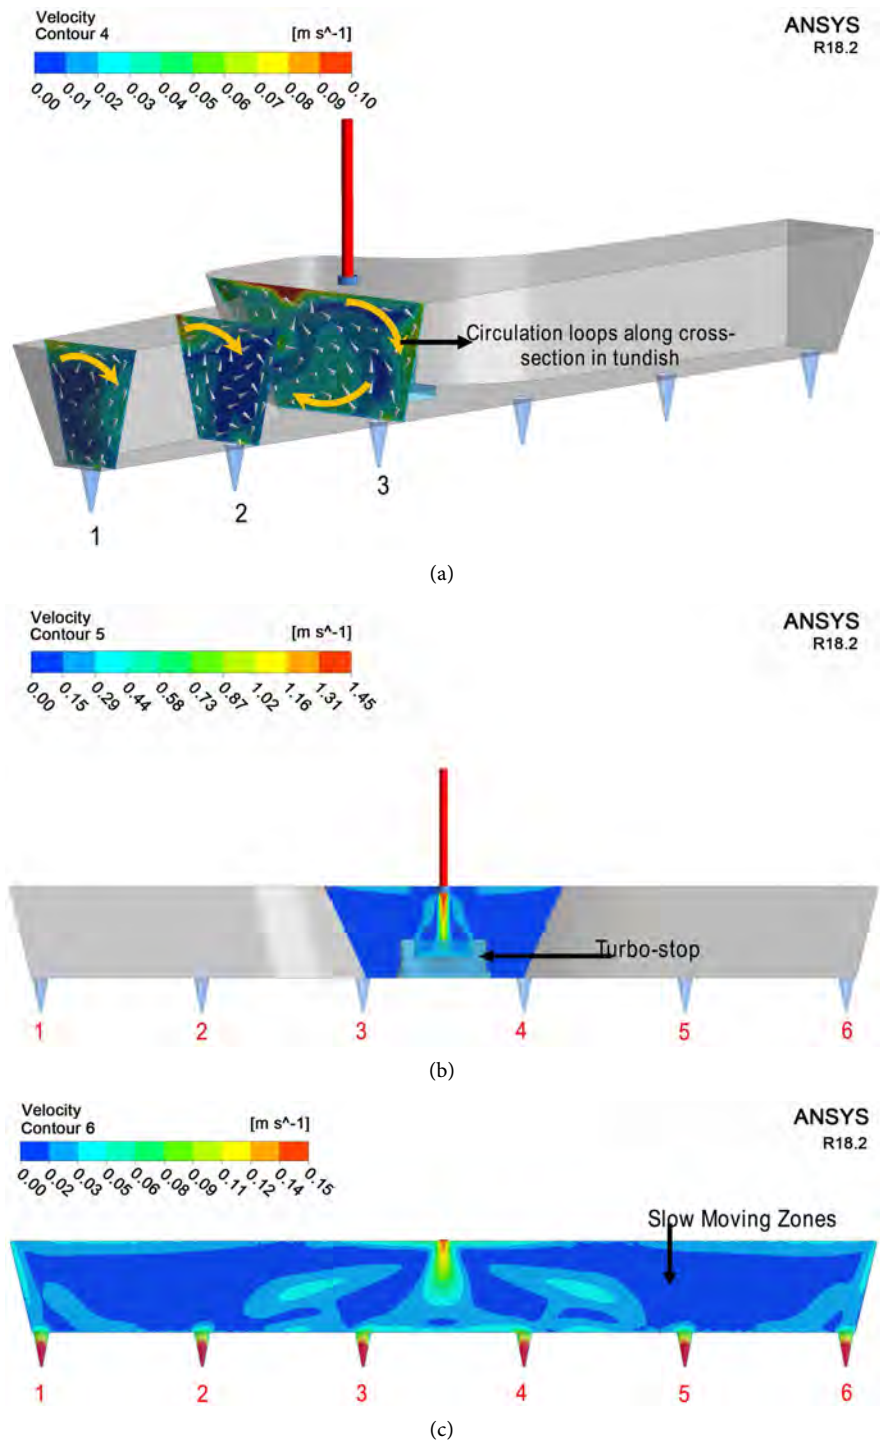 Velocity
Contour 4 [m s^-1]
0.00 0.01 0.02 0.03 0.04 0.05 0.06 0.07 0.08 0.09 0.10
ANSYS
R18.2
Circulation loops along cross-
section in tundish
1 2 3
(a)
Velocity
Contour 5 [m s^-1]
0.00 0.15 0.29 0.44 0.58 0.73 0.87 1.02 1.16 1.31 1.45
ANSYS
R18.2
Turbo-stop
1 2 3 4 5 6
(b)
Velocity
Contour 6 [m s^-1]
0.00 0.02 0.03 0.05 0.06 0.08 0.09 0.11 0.12 0.14 0.15
ANSYS
R18.2
Slow Moving Zones
1 2 3 4 5 6
(c)